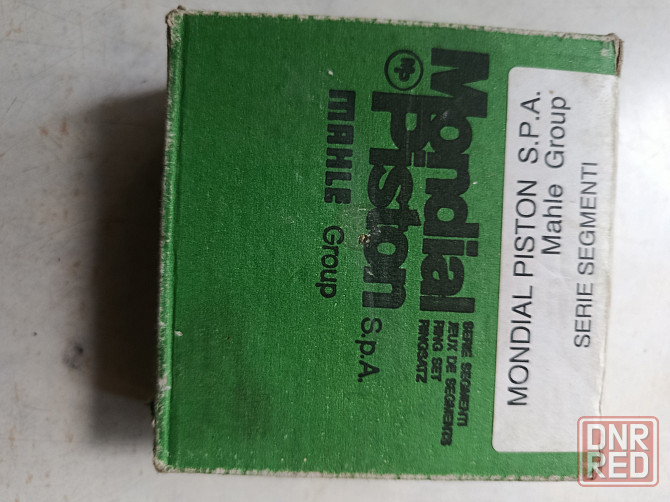 Mondial
mp Piston S.p.A.
MAHLE Group
SERIE SEGMENTI
JEUX DE SEGMENTS
RING SET
RINGSATZ
MONDIAL PISTON S.P.A.
Mahle Group
SERIE SEGMENTI
DNR
RED